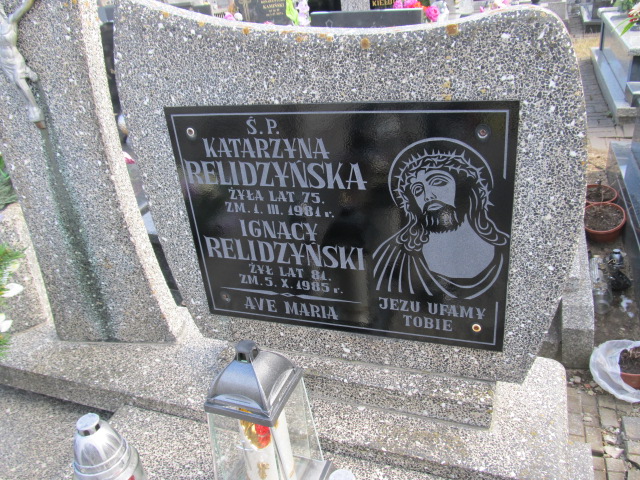 Ś.P.
KATARZYNA
RELIDZYŃSKA
ŻYŁA LAT 75.
ZM. 1. III. 1981 r.
IGNACY
RELIDZYŃSKI
ŻYŁ LAT 81.
ZM. 5. X. 1985 r.
AVE MARIA
JEZU UFAMY
TOBIE